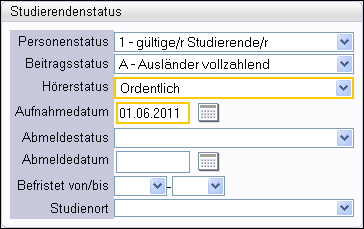 Studierendenstatus
Personenstatus 1 - gültige/r Studierende/r
Beitragsstatus A - Ausländer vollzahlend
Hörerstatus Ordentlich
Aufnahmedatum 01.06.2011
Abmeldestatus
Abmeldedatum
Befristet von/bis -
Studienort